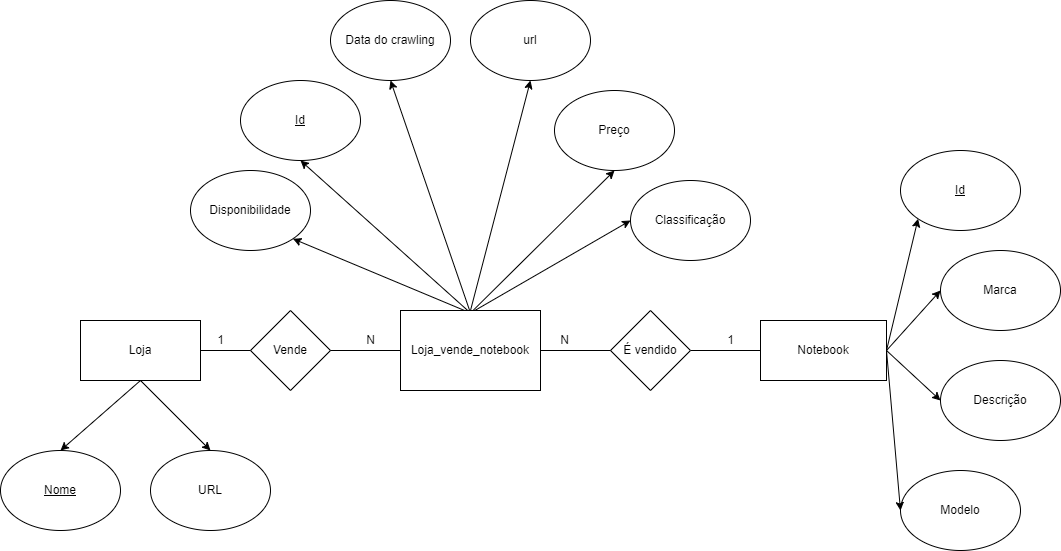 Data do crawling
url
Id
Preço
Disponibilidade
Classificação
Id
Marca
Loja
1
Vende
N
Loja_vende_notebook
N
É vendido
1
Notebook
Descrição
Nome
URL
Modelo